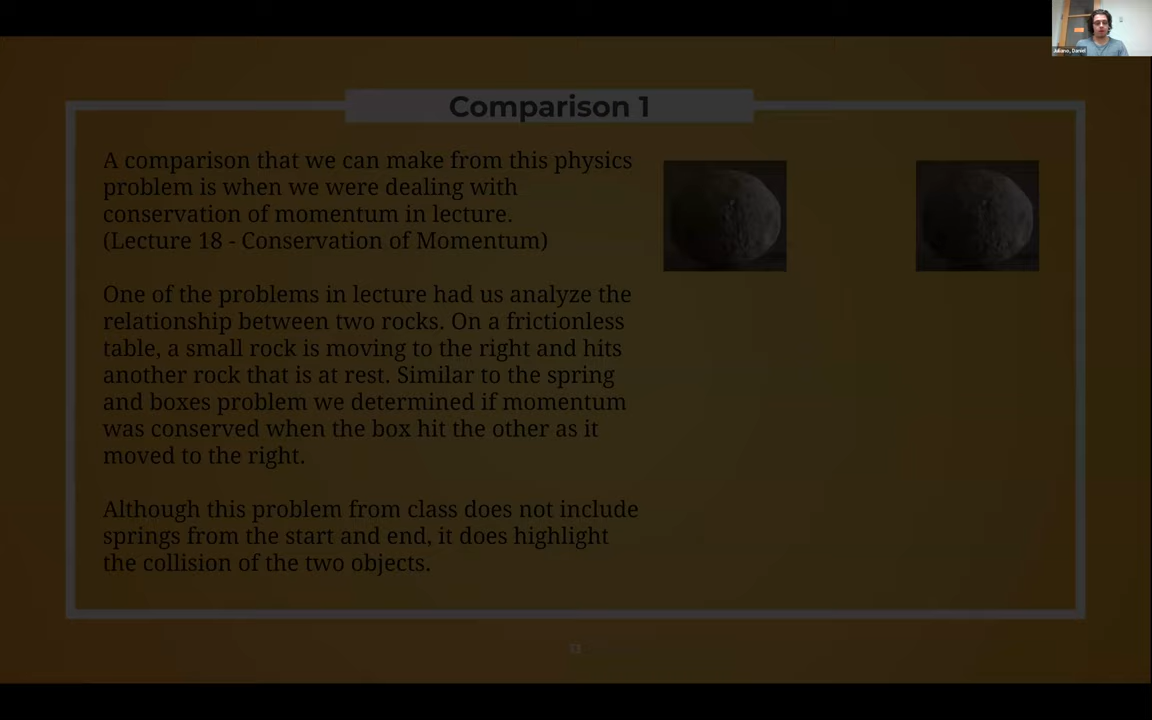 Comparison 1
A comparison that we can make from this physics
problem is when we were dealing with
conservation of momentum in lecture.
(Lecture 18 - Conservation of Momentum)
One of the problems in lecture had us analyze the
relationship between two rocks. On a frictionless
table, a small rock is moving to the right and hits
another rock that is at rest. Similar to the spring
and boxes problem we determined if momentum
was conserved when the box hit the other as it
moved to the right.
Although this problem from class does not include
springs from the start and end, it does highlight
the collision of the two objects.
Juliano, Daniel